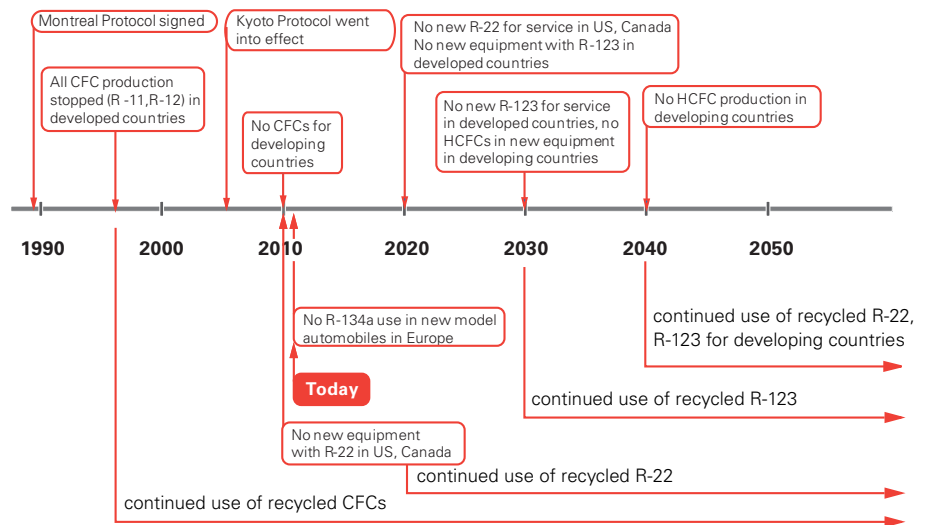 Montreal Protocol signed
Kyoto Protocol went
into effect
No new R-22 for service in US, Canada
No new equipment with R-123 in
developed countries
All CFC production
stopped (R -11,R-12) in
developed countries
No CFCs for
developing
countries
No new R-123 for service
in developed countries, no
HCFCs in new equipment
in developing countries
No HCFC production in
developing countries
1990
2000
2010
2020
2030
2040
2050
No R-134a use in new model
automobiles in Europe
Today
No new equipment
with R-22 in US, Canada
continued use of recycled R-22,
R-123 for developing countries
continued use of recycled R-123
continued use of recycled R-22
continued use of recycled CFCs